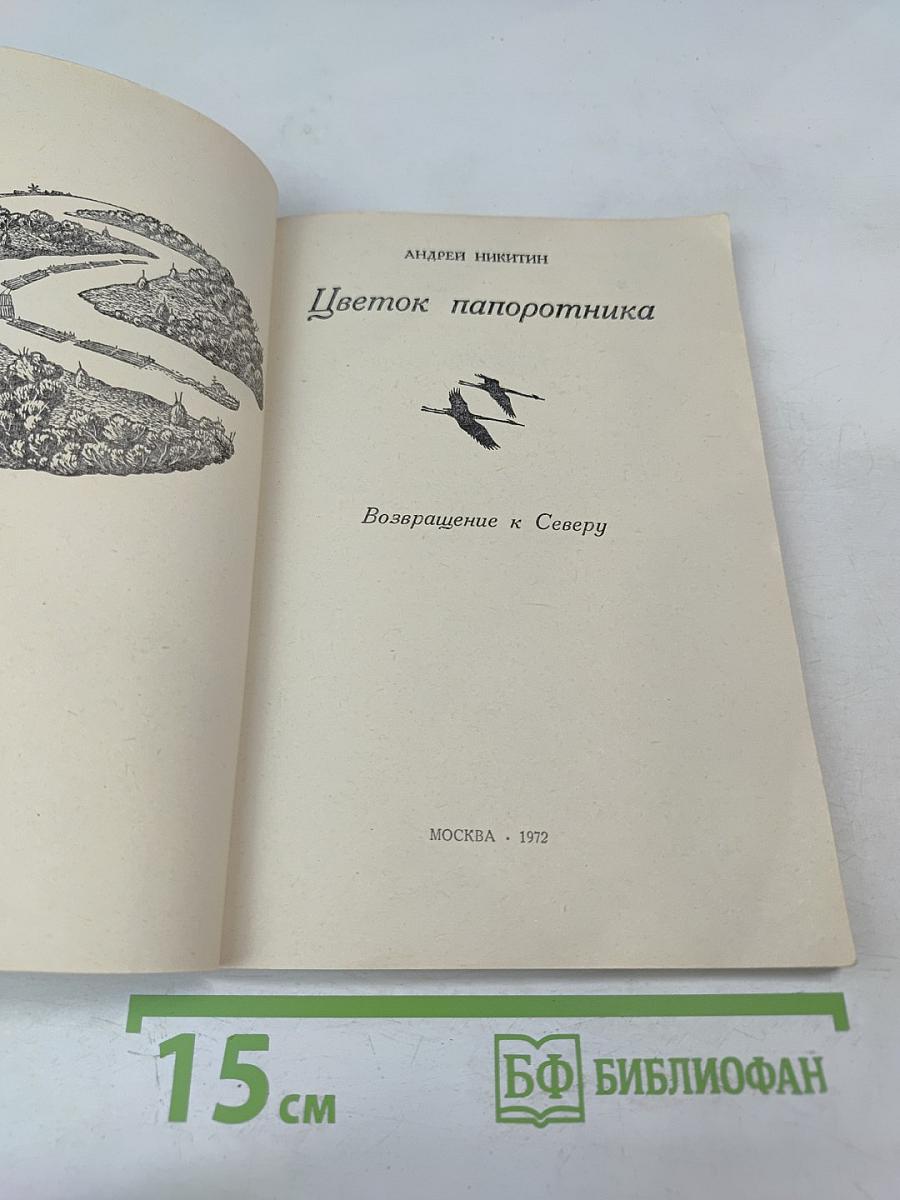 АНДРЕЙ НИКИТИН
Цветок папоротника
Возвращение к Северу
МОСКВА · 1972
15 см
БФ БИБЛИОФАН